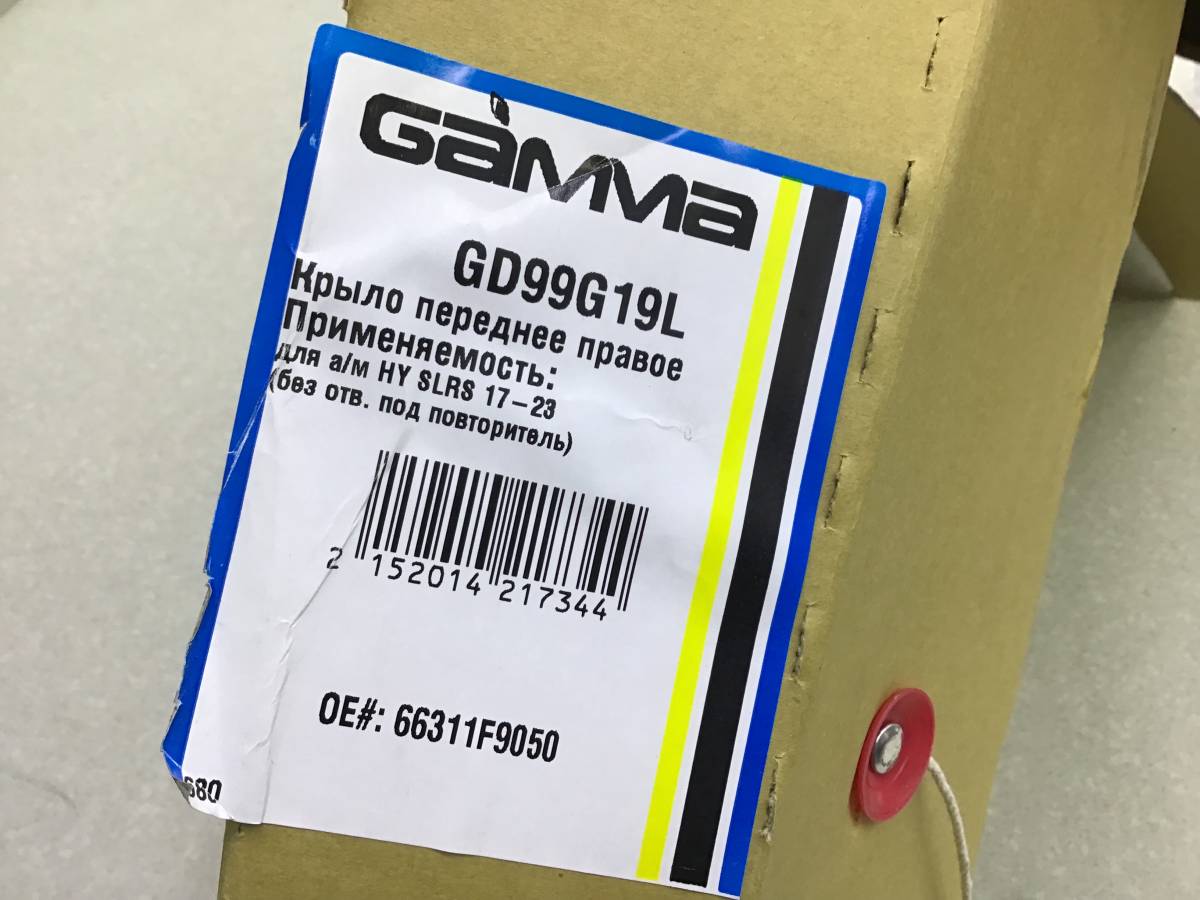 GAMMA
GD99G19L
Крыло переднее правое
Применяемость:
для а/м HY SLRS 17-23
(без отв. под повторитель)
2 152014 217344
OE#: 66311F9050
680